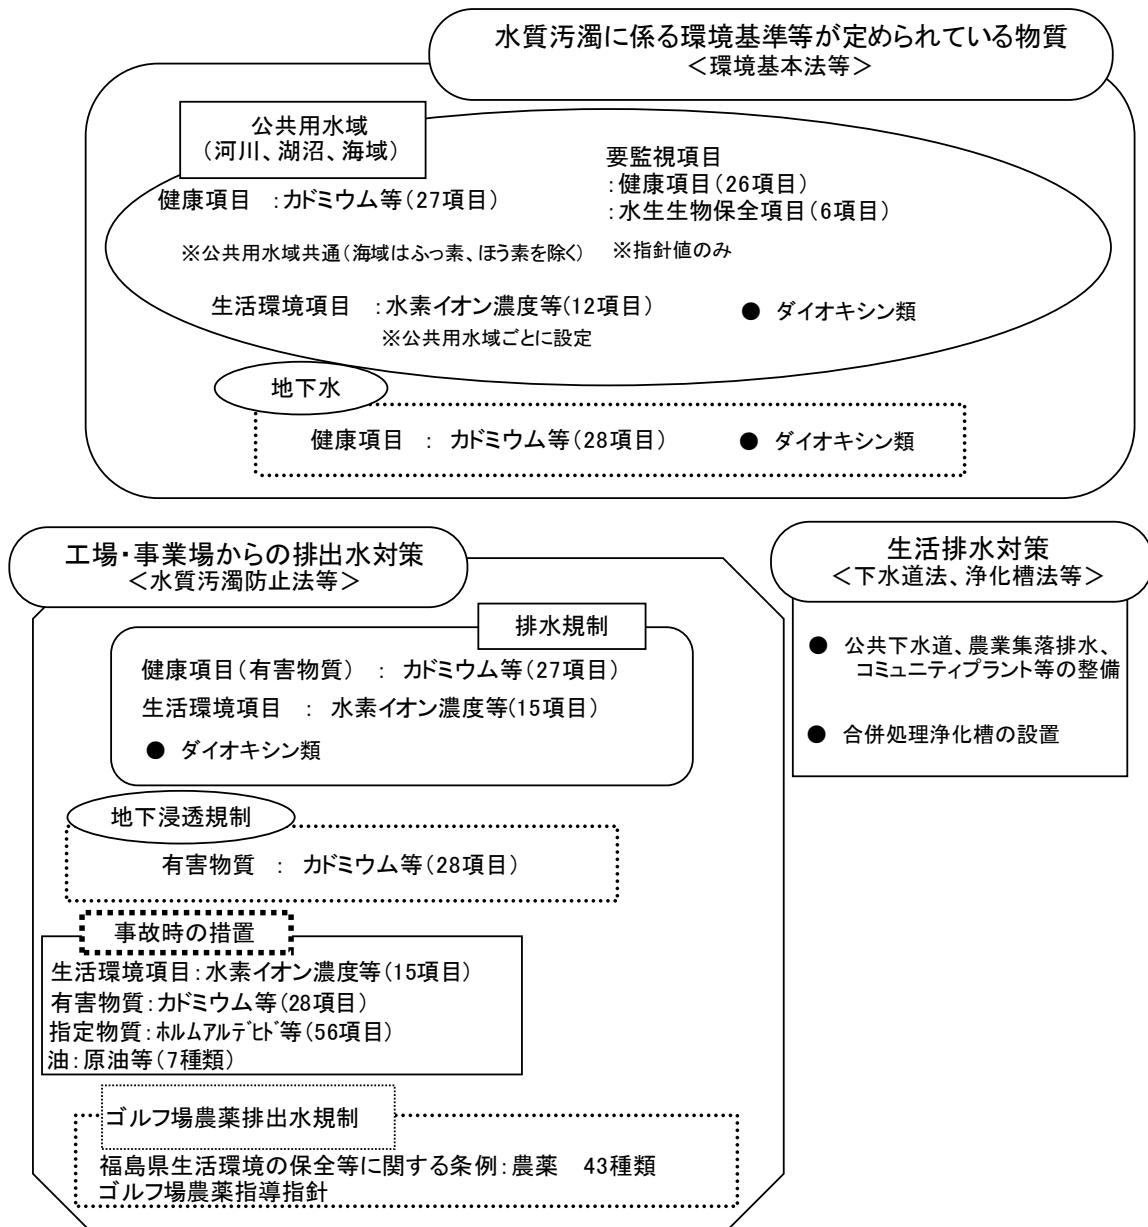 水質汚濁に係る環境基準等が定められている物質
＜環境基本法等＞
公共用水域
（河川、湖沼、海域）
健康項目　：カドミウム等（27項目）
※公共用水域共通（海域はふっ素、ほう素を除く）
要監視項目
：健康項目（26項目）
：水生生物保全項目（6項目）
※指針値のみ
生活環境項目　：水素イオン濃度等（12項目）
※公共用水域ごとに設定
● ダイオキシン類
地下水
健康項目　：　カドミウム等（28項目）
● ダイオキシン類
工場・事業場からの排出水対策
＜水質汚濁防止法等＞
排水規制
健康項目（有害物質）　：　カドミウム等（27項目）
生活環境項目　：　水素イオン濃度等（15項目）
● ダイオキシン類
地下浸透規制
有害物質　：　カドミウム等（28項目）
事故時の措置
生活環境項目：水素イオン濃度等（15項目）
有害物質：カドミウム等（28項目）
指定物質：ﾎﾙﾑｱﾙﾃﾞﾋﾄﾞ等（56項目）
油：原油等（7種類）
ゴルフ場農薬排出水規制
福島県生活環境の保全等に関する条例：農薬　43種類
ゴルフ場農薬指導指針
生活排水対策
＜下水道法、浄化槽法等＞
● 公共下水道、農業集落排水、
コミュニティプラント等の整備
● 合併処理浄化槽の設置